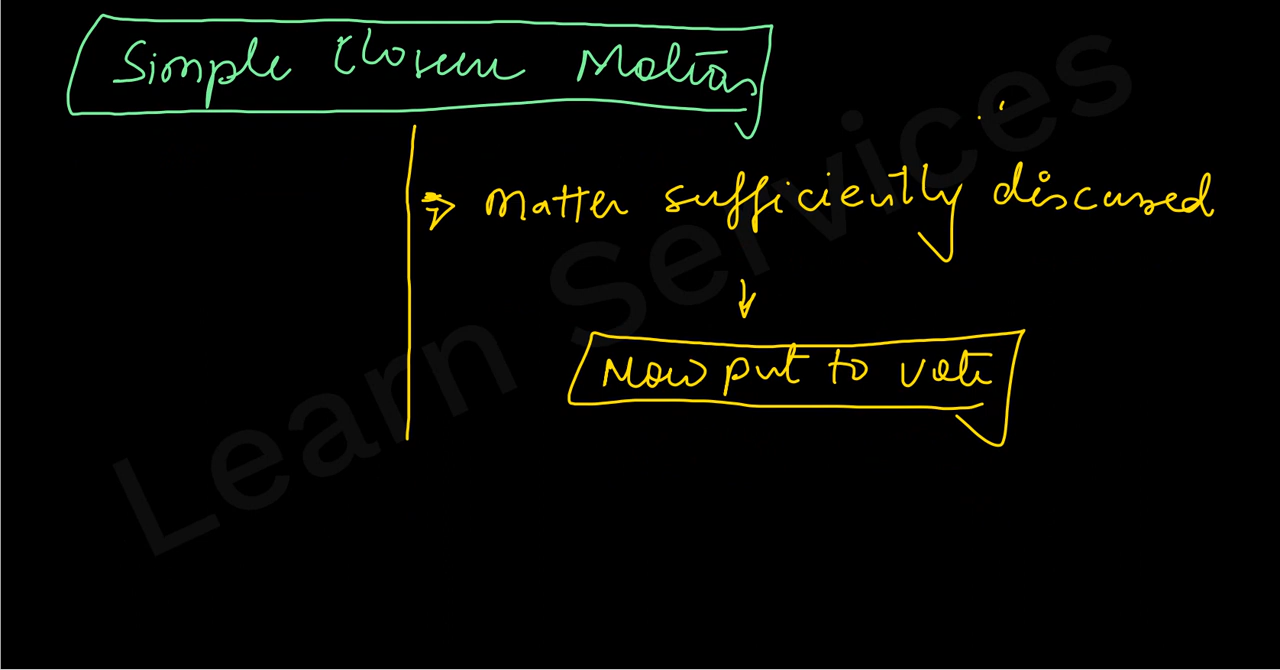 Simple Closure Motion
⇒ Matter sufficiently discussed
↓
Now put to vote
Learn Services